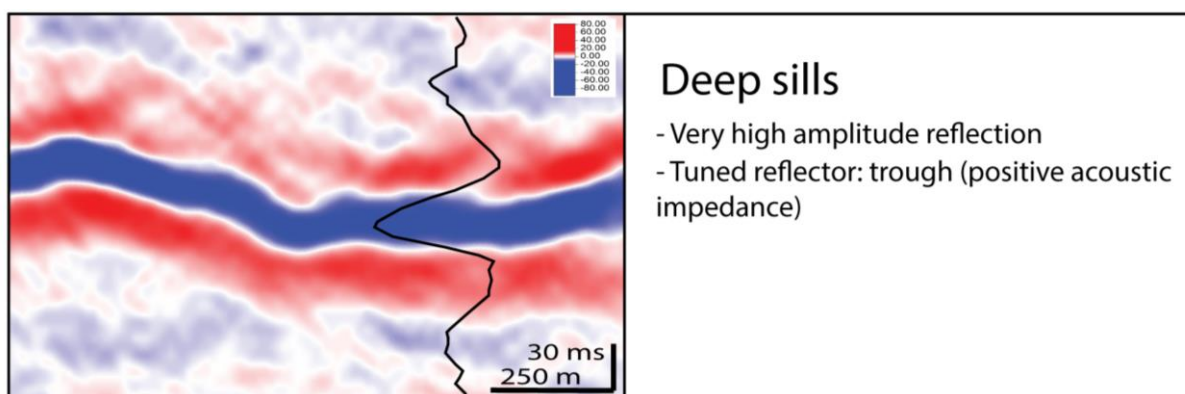 80.00
60.00
40.00
20.00
0.00
-20.00
-40.00
-60.00
-80.00
Deep sills
- Very high amplitude reflection
- Tuned reflector: trough (positive acoustic
impedance)
30 ms
250 m